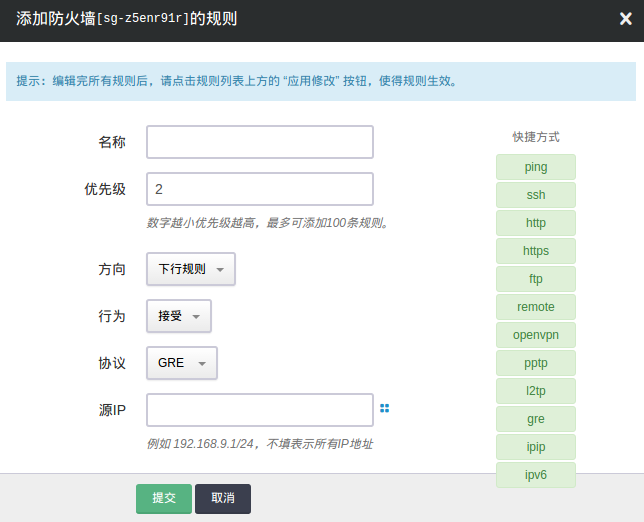 添加防火墙[sg-z5enr91r]的规则
提示: 编辑完所有规则后，请点击规则列表上方的 “应用修改” 按钮，使得规则生效。
名称
优先级
2
数字越小优先级越高，最多可添加100条规则。
方向
下行规则
行为
接受
协议
GRE
源IP
例如 192.168.9.1/24，不填表示所有IP地址
快捷方式
ping
ssh
http
https
ftp
remote
openvpn
pptp
l2tp
gre
ipip
ipv6
提交
取消